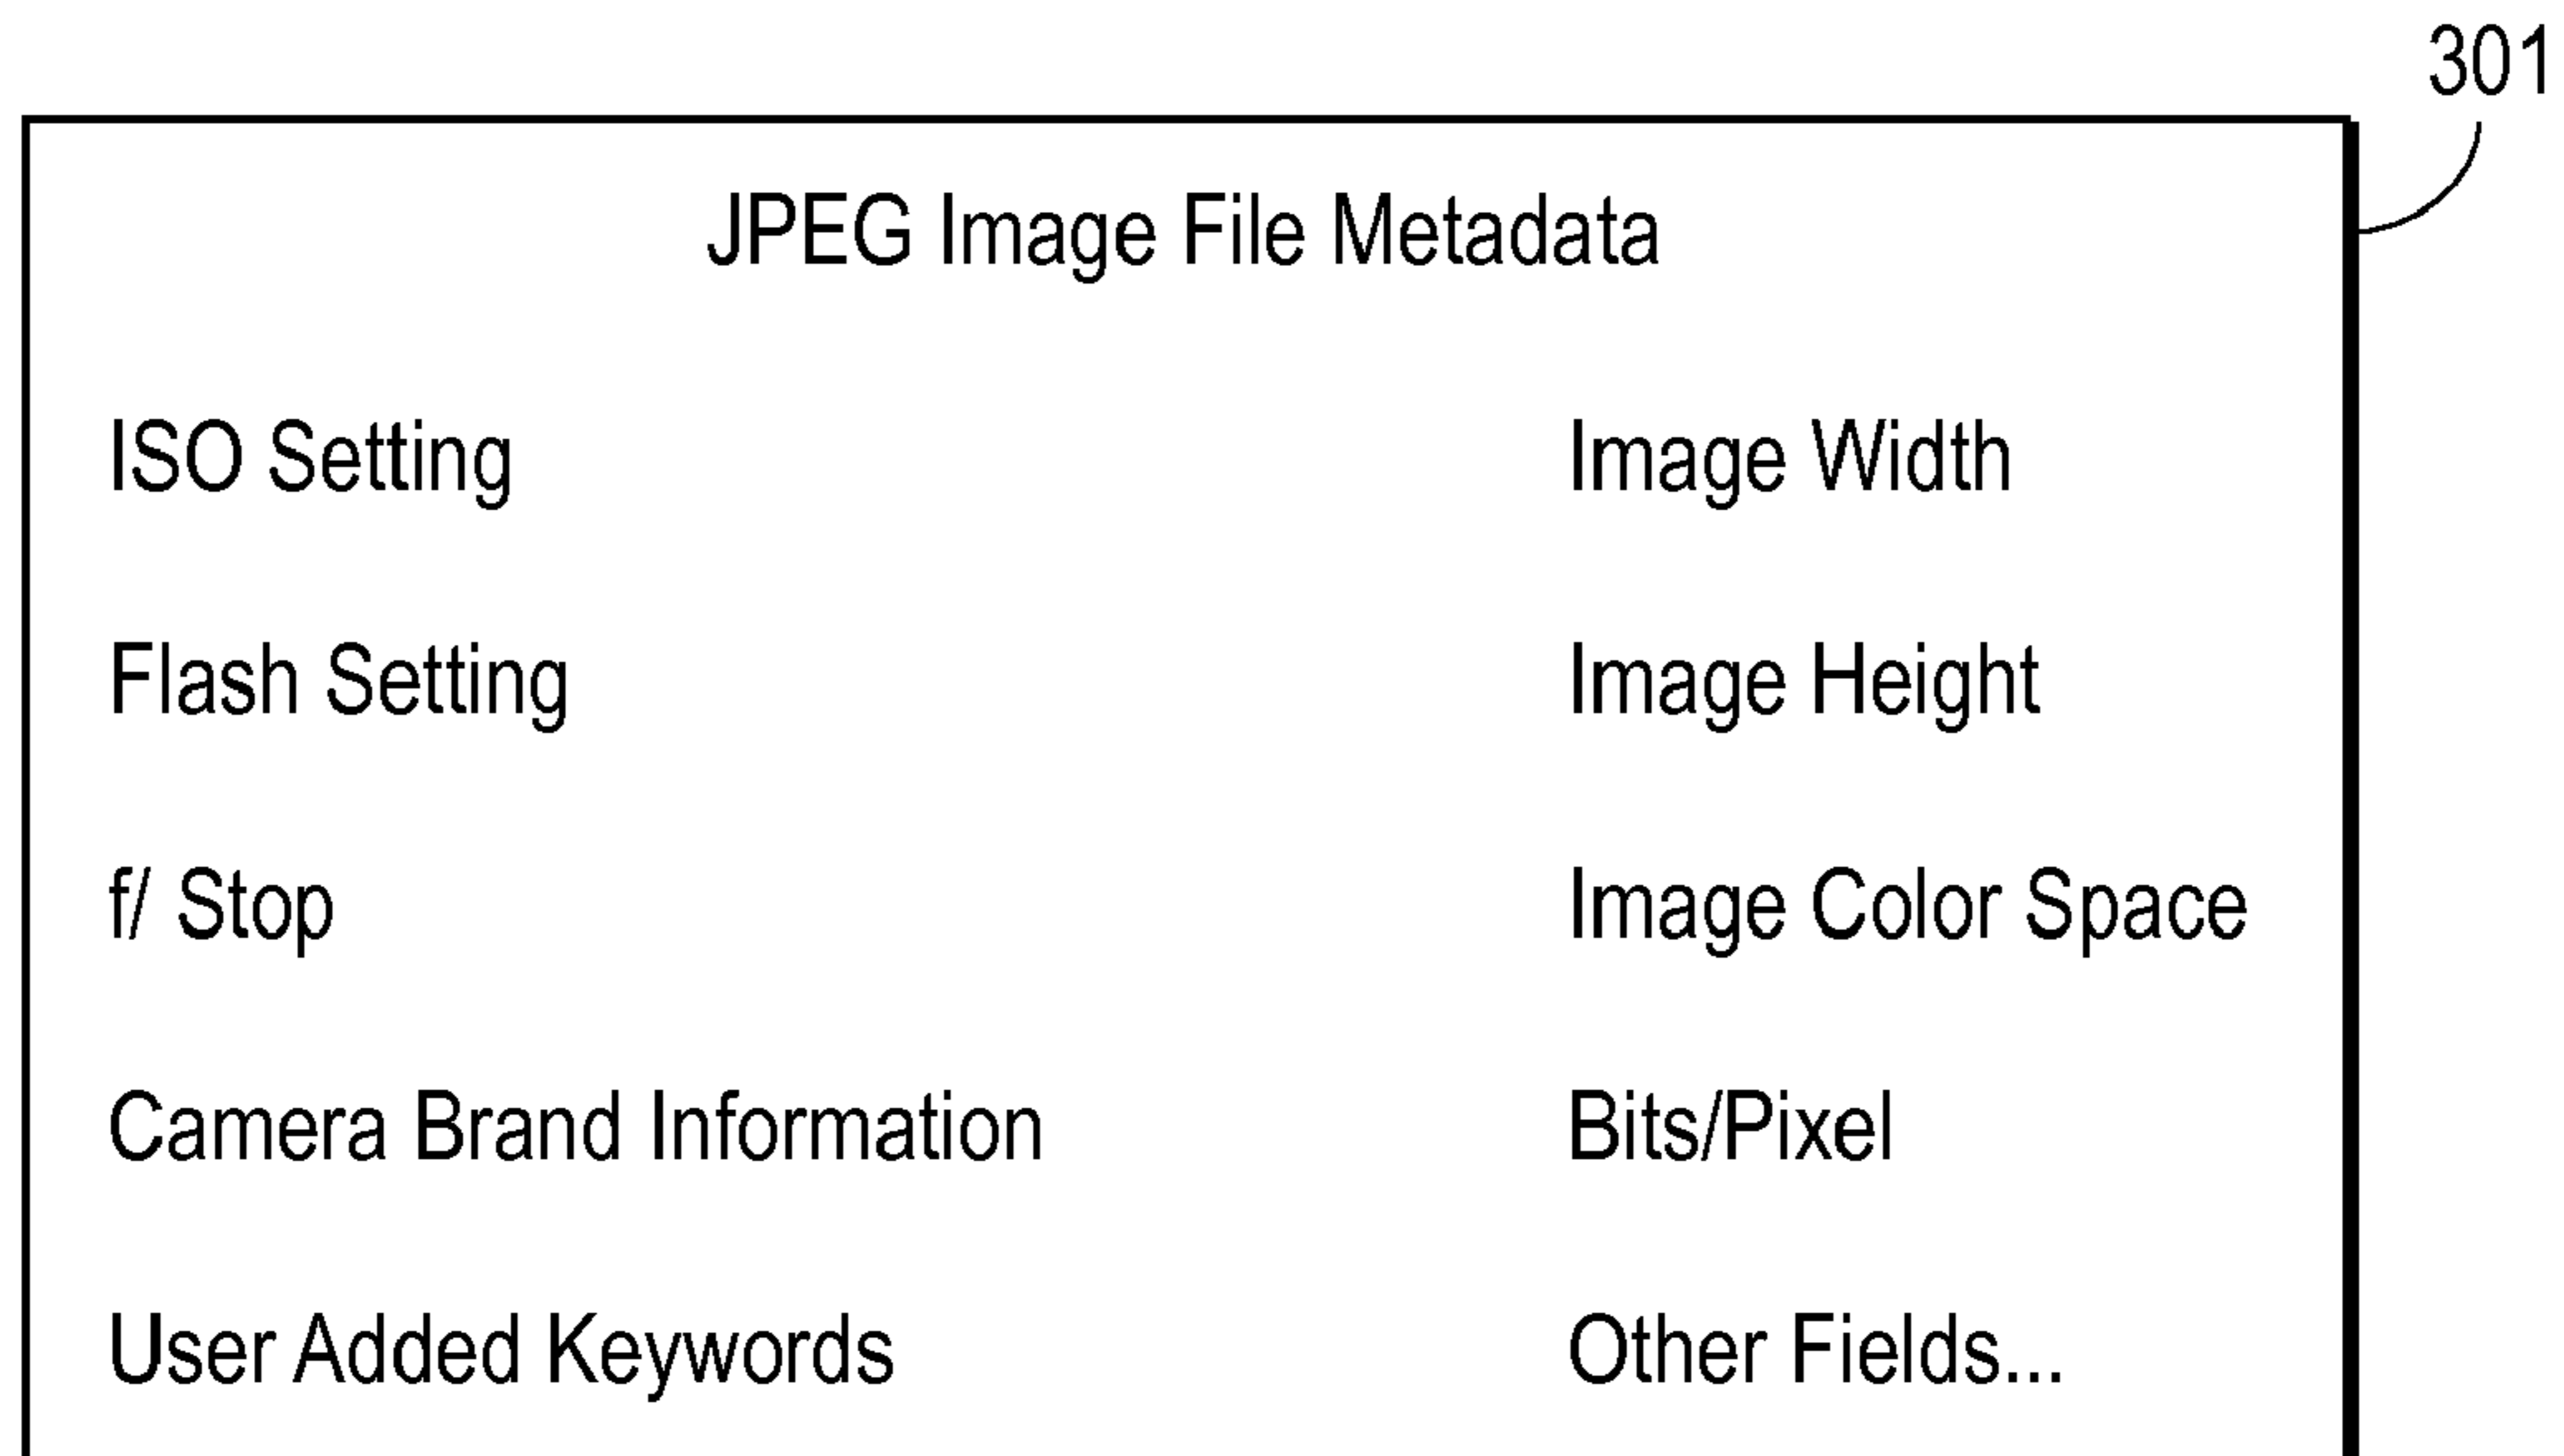 301
JPEG Image File Metadata
ISO Setting Image Width
Flash Setting Image Height
f/ Stop Image Color Space
Camera Brand Information Bits/Pixel
User Added Keywords Other Fields...